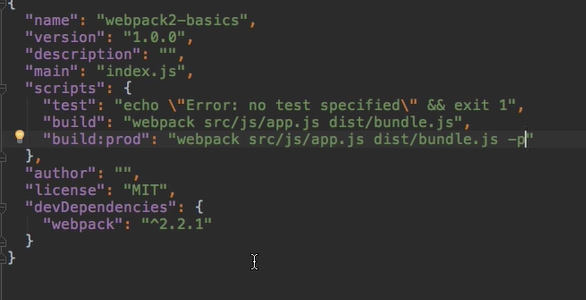 {
"name": "webpack2-basics",
"version": "1.0.0",
"description": "",
"main": "index.js",
"scripts": {
"test": "echo \"Error: no test specified\" && exit 1",
"build": "webpack src/js/app.js dist/bundle.js",
"build:prod": "webpack src/js/app.js dist/bundle.js -p"
},
"author": "",
"license": "MIT",
"devDependencies": {
"webpack": "^2.2.1"
}
}